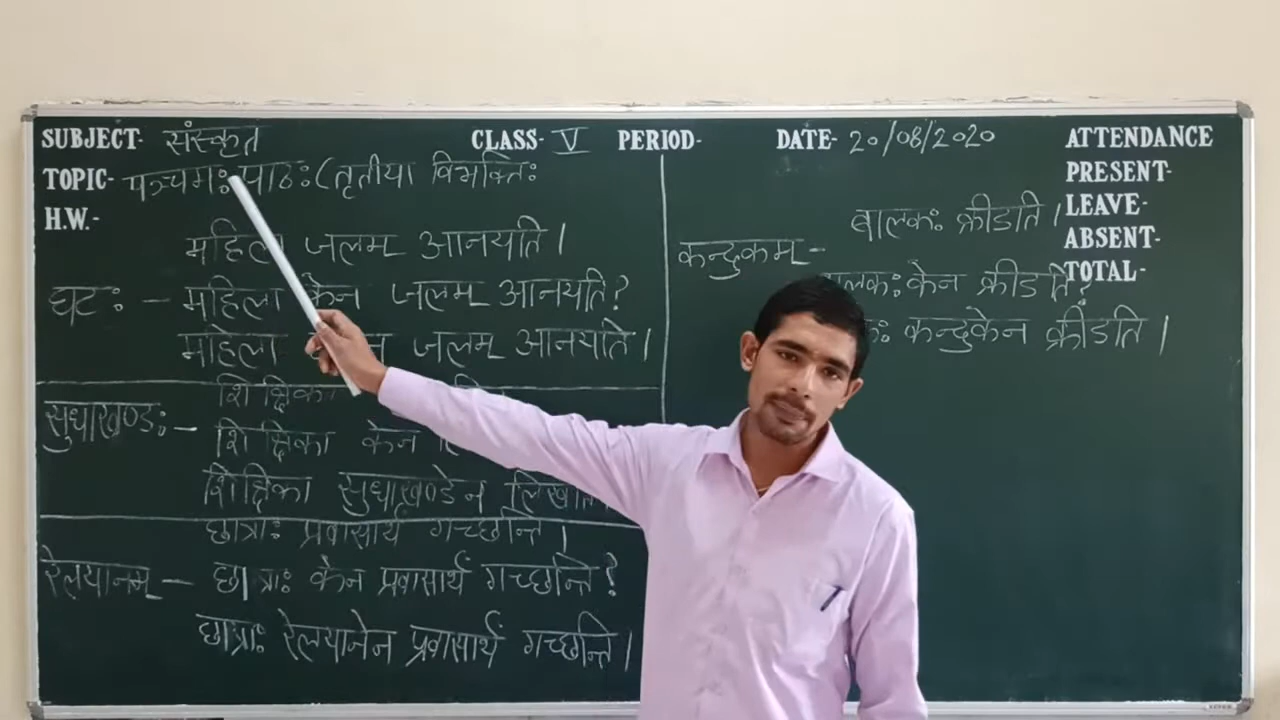 SUBJECT- संस्कृत CLASS- V PERIOD- DATE- 20/08/2020 ATTENDANCE
TOPIC- पञ्चमः पाठः (तृतीया विभक्तिः PRESENT-
H.W.- LEAVE-
ABSENT-
TOTAL-
महिला जलम् आनयति।
घटः - महिला केन जलम् आनयति?
महिला जलम् आनयति।
शिक्षिका
सुधाखण्डः - शिक्षिका केन
शिक्षिका सुधाखण्डेन
छात्राः प्रवासार्थं गच्छन्ति।
रेलयानम् - छात्राः केन प्रवासार्थं गच्छन्ति?
छात्राः रेलयानेन प्रवासार्थं गच्छन्ति।
बालकः क्रीडति।
कन्दुकम् -
केन क्रीडति?
कन्दुकेन क्रीडति।